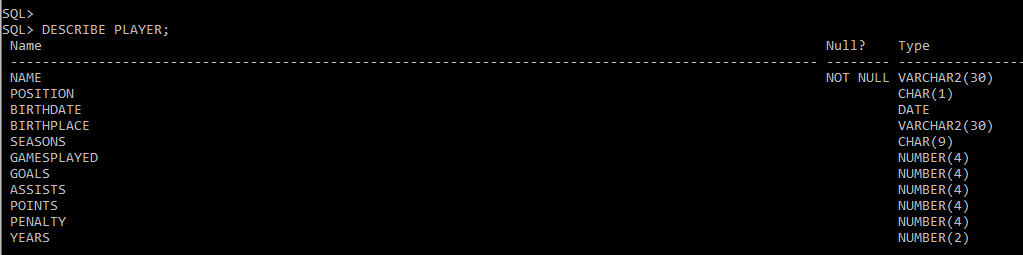 SQL>
SQL> DESCRIBE PLAYER;
Name Null? Type
----------------------------------------------------------------------------------------------------- -------- ----------------
NAME NOT NULL VARCHAR2(30)
POSITION CHAR(1)
BIRTHDATE DATE
BIRTHPLACE VARCHAR2(30)
SEASONS CHAR(9)
GAMESPLAYED NUMBER(4)
GOALS NUMBER(4)
ASSISTS NUMBER(4)
POINTS NUMBER(4)
PENALTY NUMBER(4)
YEARS NUMBER(2)